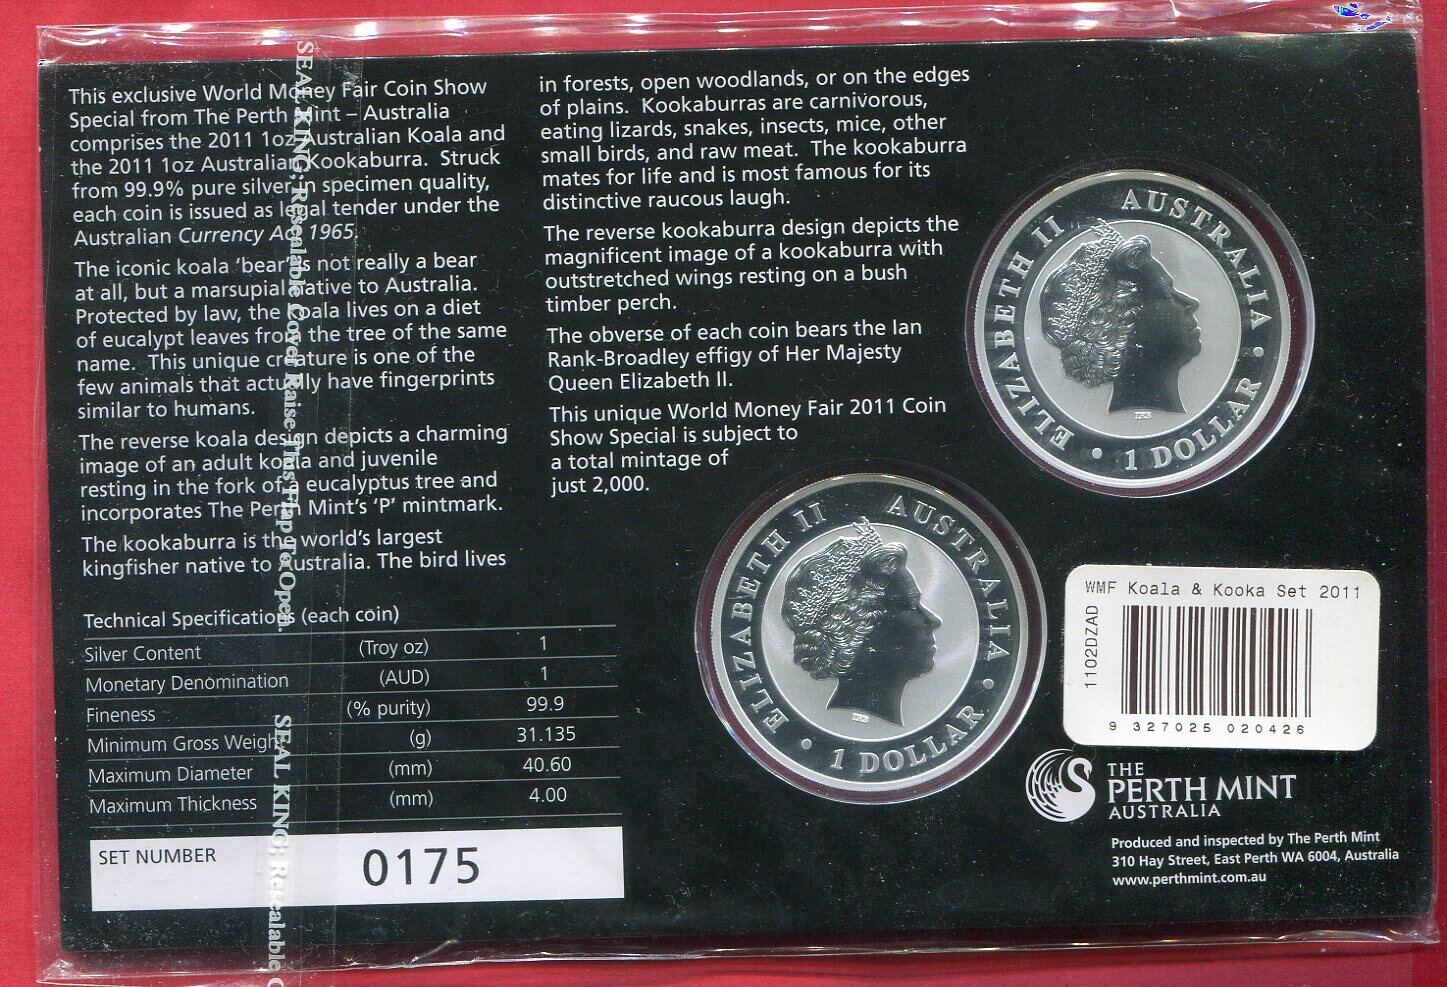 This exclusive World Money Fair Coin Show
Special from The Perth Mint – Australia
comprises the 2011 1oz Australian Koala and
the 2011 1oz Australian Kookaburra. Struck
from 99.9% pure silver in specimen quality,
each coin is issued as legal tender under the
Australian Currency Act 1965.
The iconic koala 'bear' is not really a bear
at all, but a marsupial native to Australia.
Protected by law, the koala lives on a diet
of eucalypt leaves from the tree of the same
name. This unique creature is one of the
few animals that actually have fingerprints
similar to humans.
The reverse koala design depicts a charming
image of an adult koala and juvenile
resting in the fork of a eucalyptus tree and
incorporates The Perth Mint's 'P' mintmark.
The kookaburra is the world's largest
kingfisher native to Australia. The bird lives
in forests, open woodlands, or on the edges
of plains. Kookaburras are carnivorous,
eating lizards, snakes, insects, mice, other
small birds, and raw meat. The kookaburra
mates for life and is most famous for its
distinctive raucous laugh.
The reverse kookaburra design depicts the
magnificent image of a kookaburra with
outstretched wings resting on a bush
timber perch.
The obverse of each coin bears the Ian
Rank-Broadley effigy of Her Majesty
Queen Elizabeth II.
This unique World Money Fair 2011 Coin
Show Special is subject to
a total mintage of
just 2,000.
Technical Specifications (each coin)
Silver Content (Troy oz) 1
Monetary Denomination (AUD) 1
Fineness (% purity) 99.9
Minimum Gross Weight (g) 31.135
Maximum Diameter (mm) 40.60
Maximum Thickness (mm) 4.00
SET NUMBER 0175
SEAL KING; Resealable Cover Raise This Flap To Open.
SEAL KING; Resealable C
ELIZABETH II AUSTRALIA • 1 DOLLAR •
IRB
ELIZABETH II AUSTRALIA • 1 DOLLAR •
IRB
WMF Koala & Kooka Set 2011
1102DZAD
9 327025 020426
THE
PERTH MINT
AUSTRALIA
Produced and inspected by The Perth Mint
310 Hay Street, East Perth WA 6004, Australia
www.perthmint.com.au